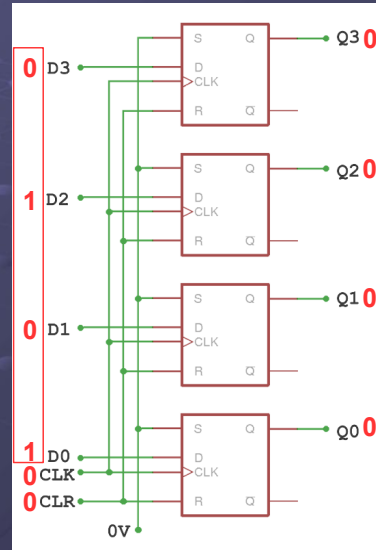 S Q Q3 0
0 D3 D
CLK
R Q
S Q Q2 0
1 D2 D
CLK
R Q
S Q Q1 0
0 D1 D
CLK
R Q
S Q Q0 0
1 D0 D
0 CLK CLK
0 CLR R Q
0V